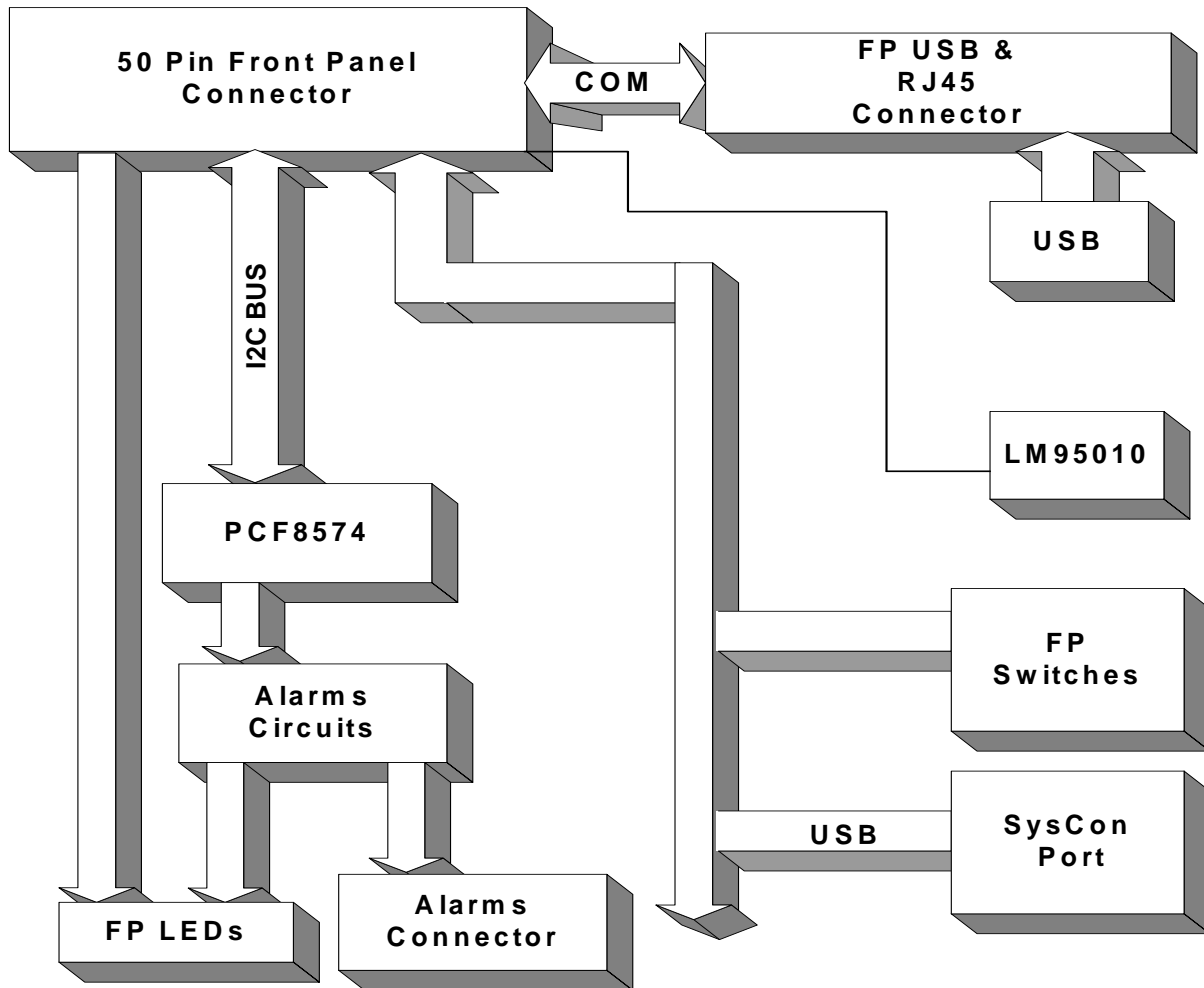 50 Pin Front Panel
Connector
COM
FP USB &
RJ45
Connector
USB
I2C BUS
LM95010
PCF8574
FP
Switches
Alarms
Circuits
USB
SysCon
Port
FP LEDs
Alarms
Connector